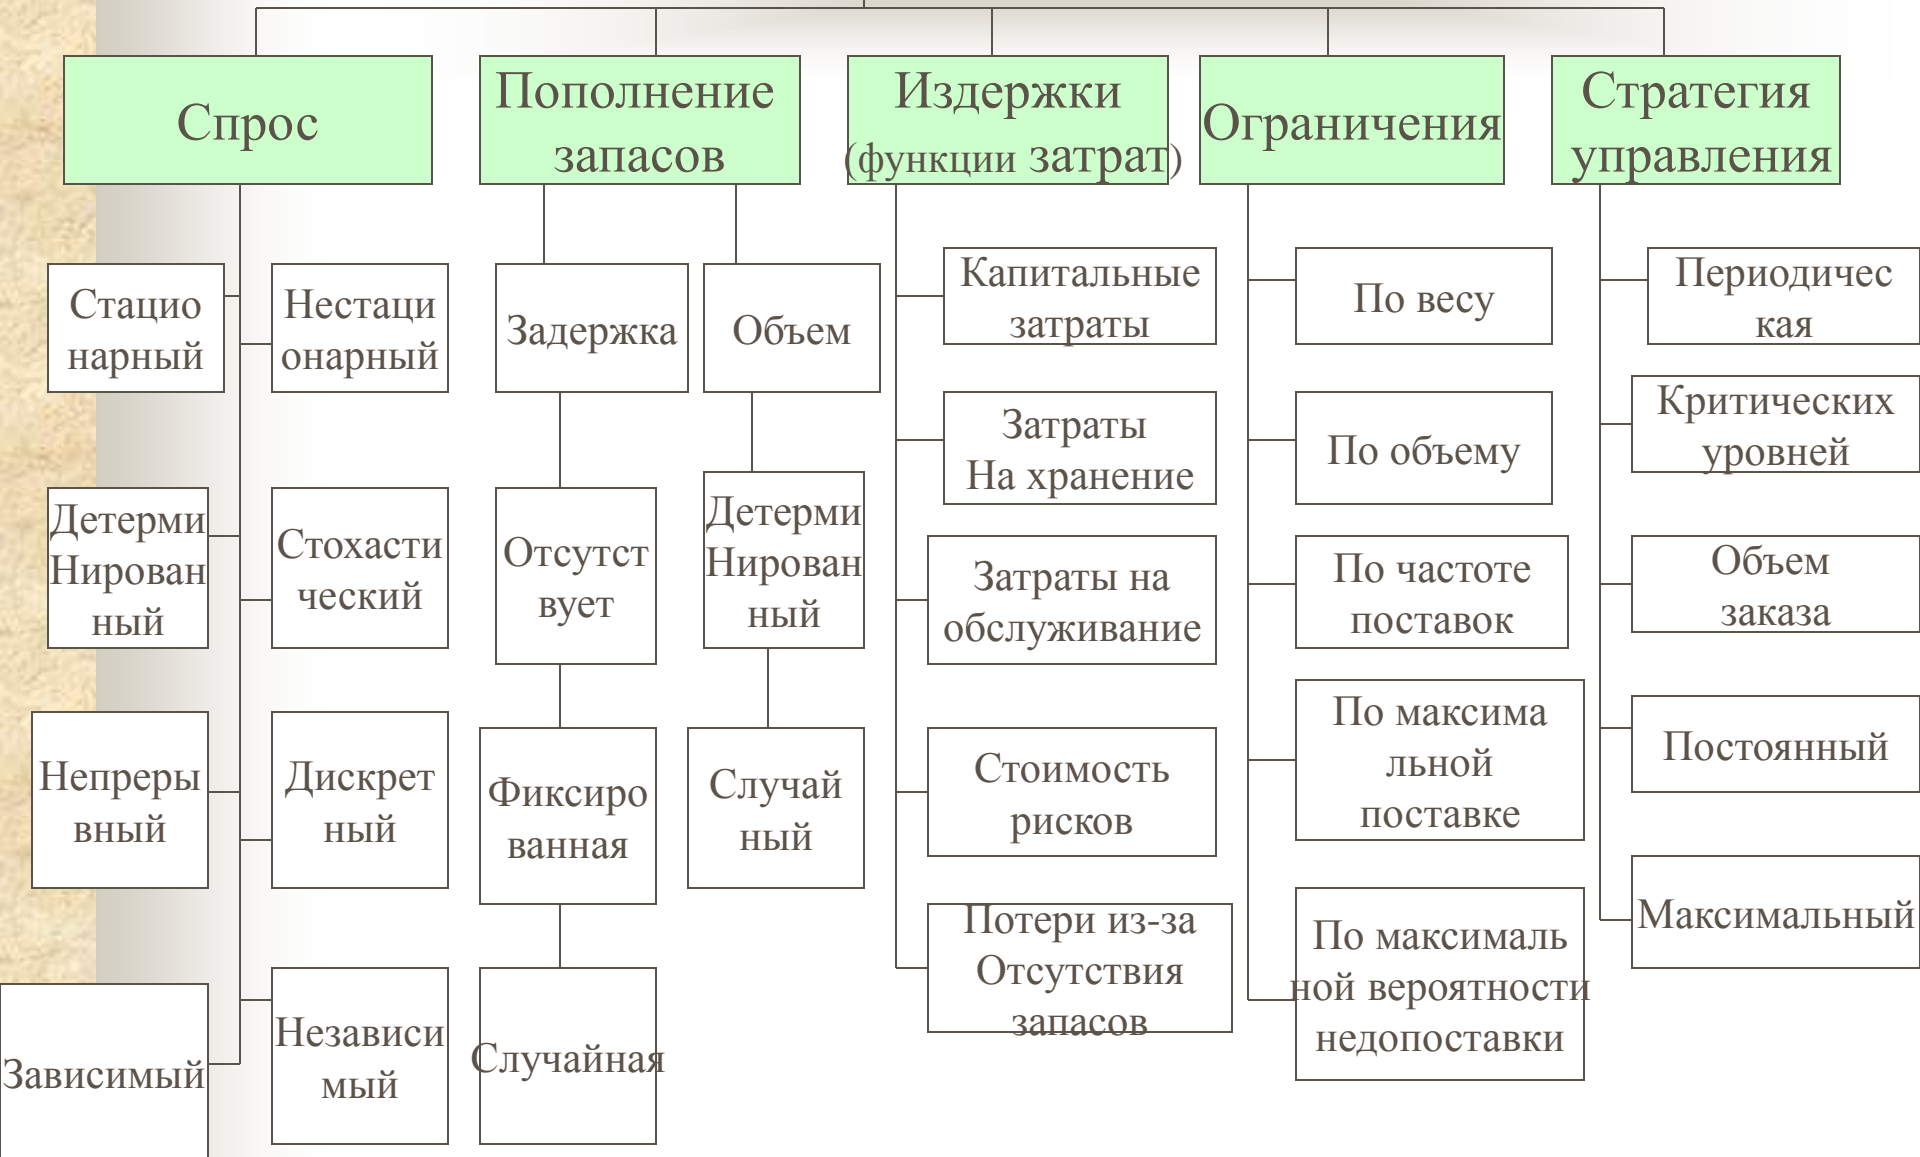 Спрос
Пополнение
запасов
Издержки
(функции затрат)
Ограничения
Стратегия
управления
Стацио
нарный
Нестаци
онарный
Детерми
Нирован
ный
Стохасти
ческий
Непреры
вный
Дискрет
ный
Зависимый
Независи
мый
Задержка
Отсутст
вует
Фиксиро
ванная
Случайная
Объем
Детерми
Нирован
ный
Случай
ный
Капитальные
затраты
Затраты
На хранение
Затраты на
обслуживание
Стоимость
рисков
Потери из-за
Отсутствия
запасов
По весу
По объему
По частоте
поставок
По максима
льной
поставке
По максималь
ной вероятности
недопоставки
Периодичес
кая
Критических
уровней
Объем
заказа
Постоянный
Максимальный